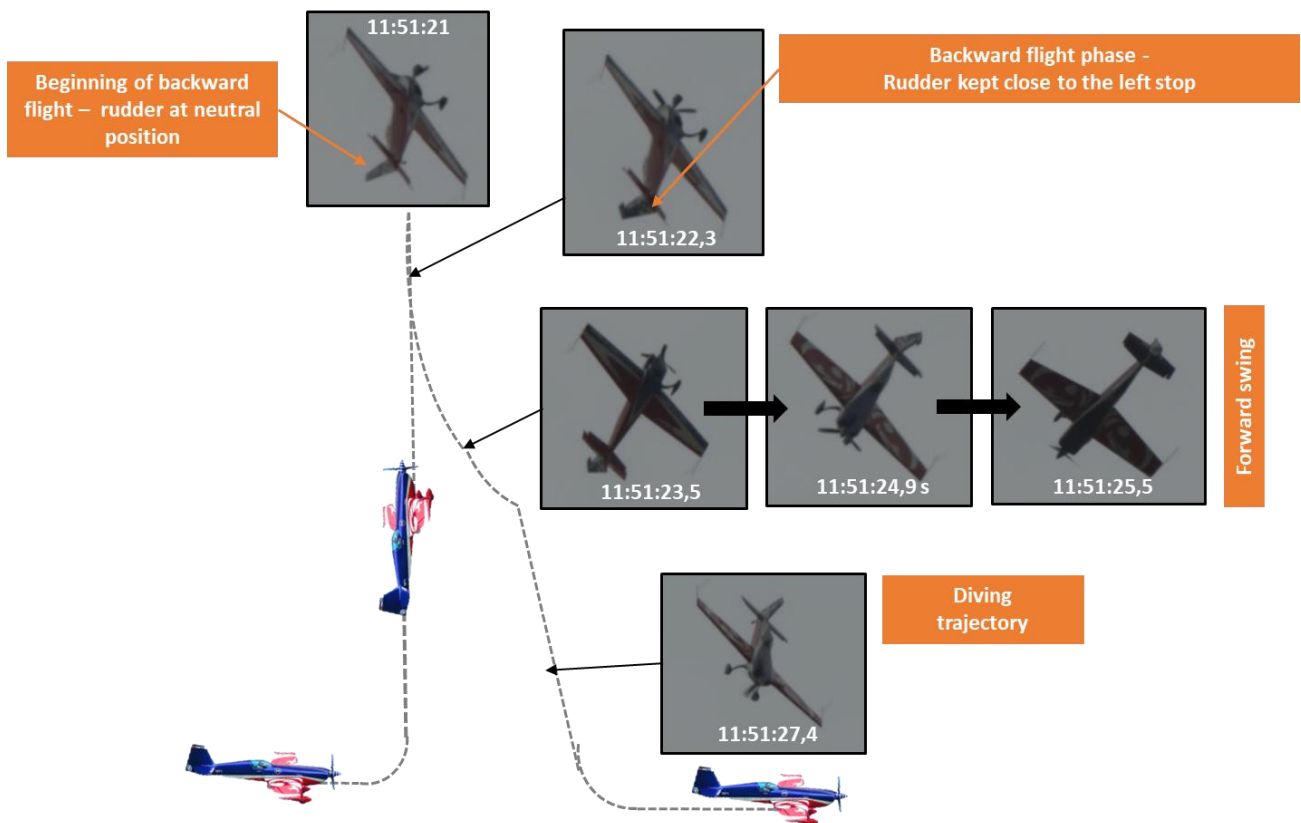 11:51:21
Beginning of backward
flight – rudder at neutral
position
Backward flight phase -
Rudder kept close to the left stop
11:51:22,3
11:51:23,5
11:51:24,9 s
11:51:25,5
Forward swing
Diving
trajectory
11:51:27,4